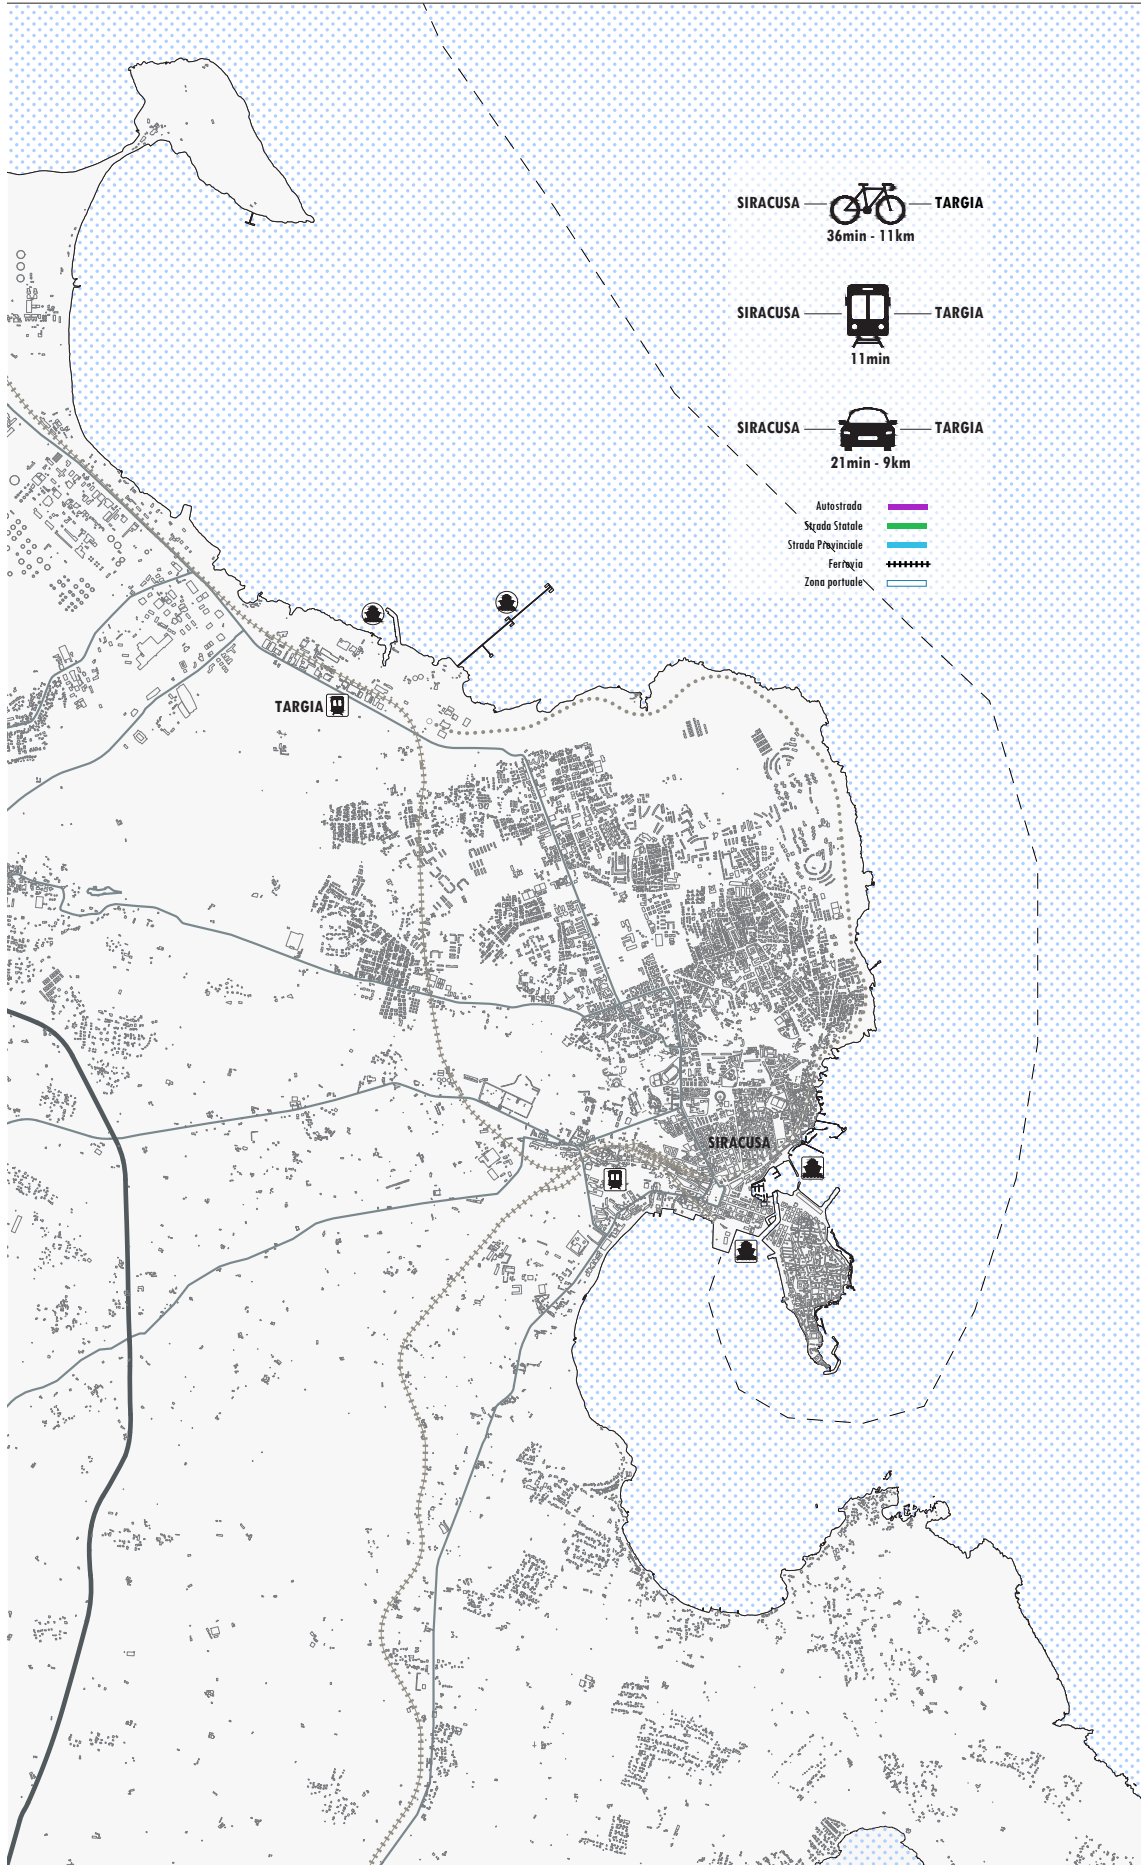 SIRACUSA TARGIA
36min - 11km
SIRACUSA TARGIA
11min
SIRACUSA TARGIA
21min - 9km
Autostrada
Strada Statale
Strada Provinciale
Ferrovia
Zona portuale
TARGIA
SIRACUSA